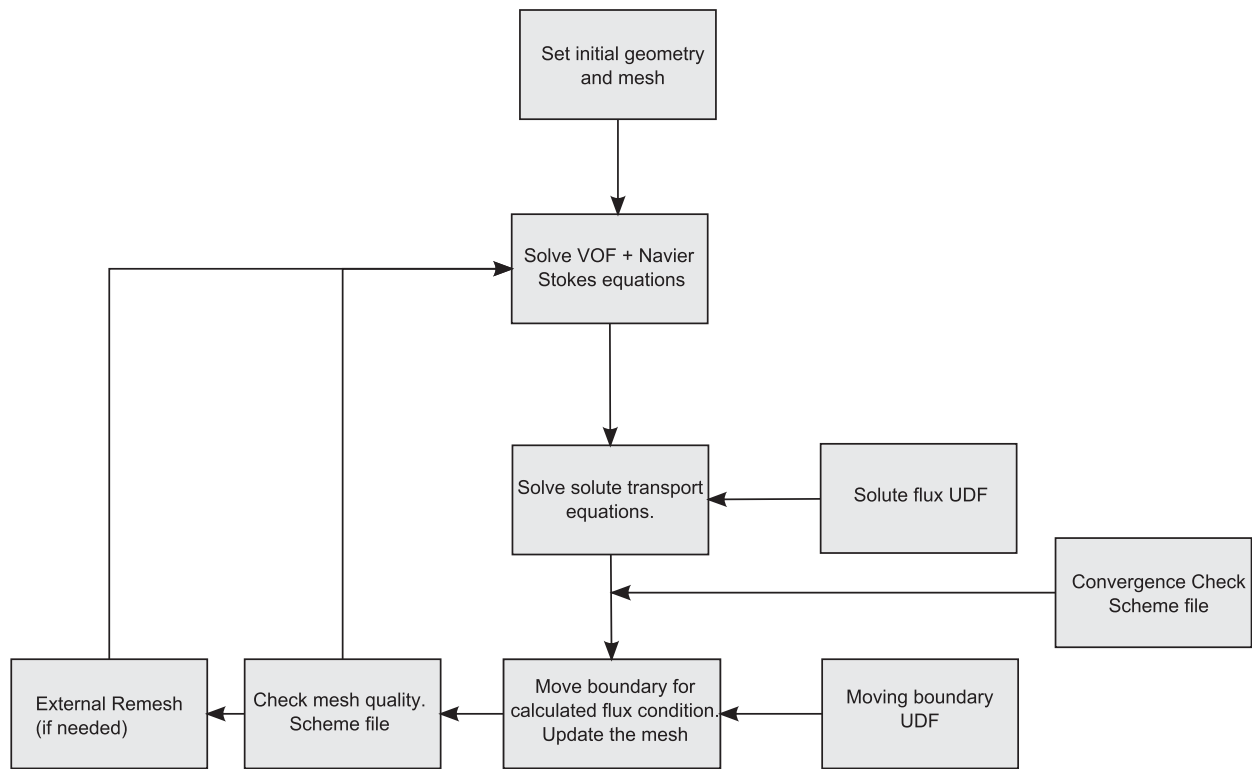 Set initial geometry
and mesh
Solve VOF + Navier
Stokes equations
Solve solute transport
equations.
Solute flux UDF
Convergence Check
Scheme file
External Remesh
(if needed)
Check mesh quality.
Scheme file
Move boundary for
calculated flux condition.
Update the mesh
Moving boundary
UDF